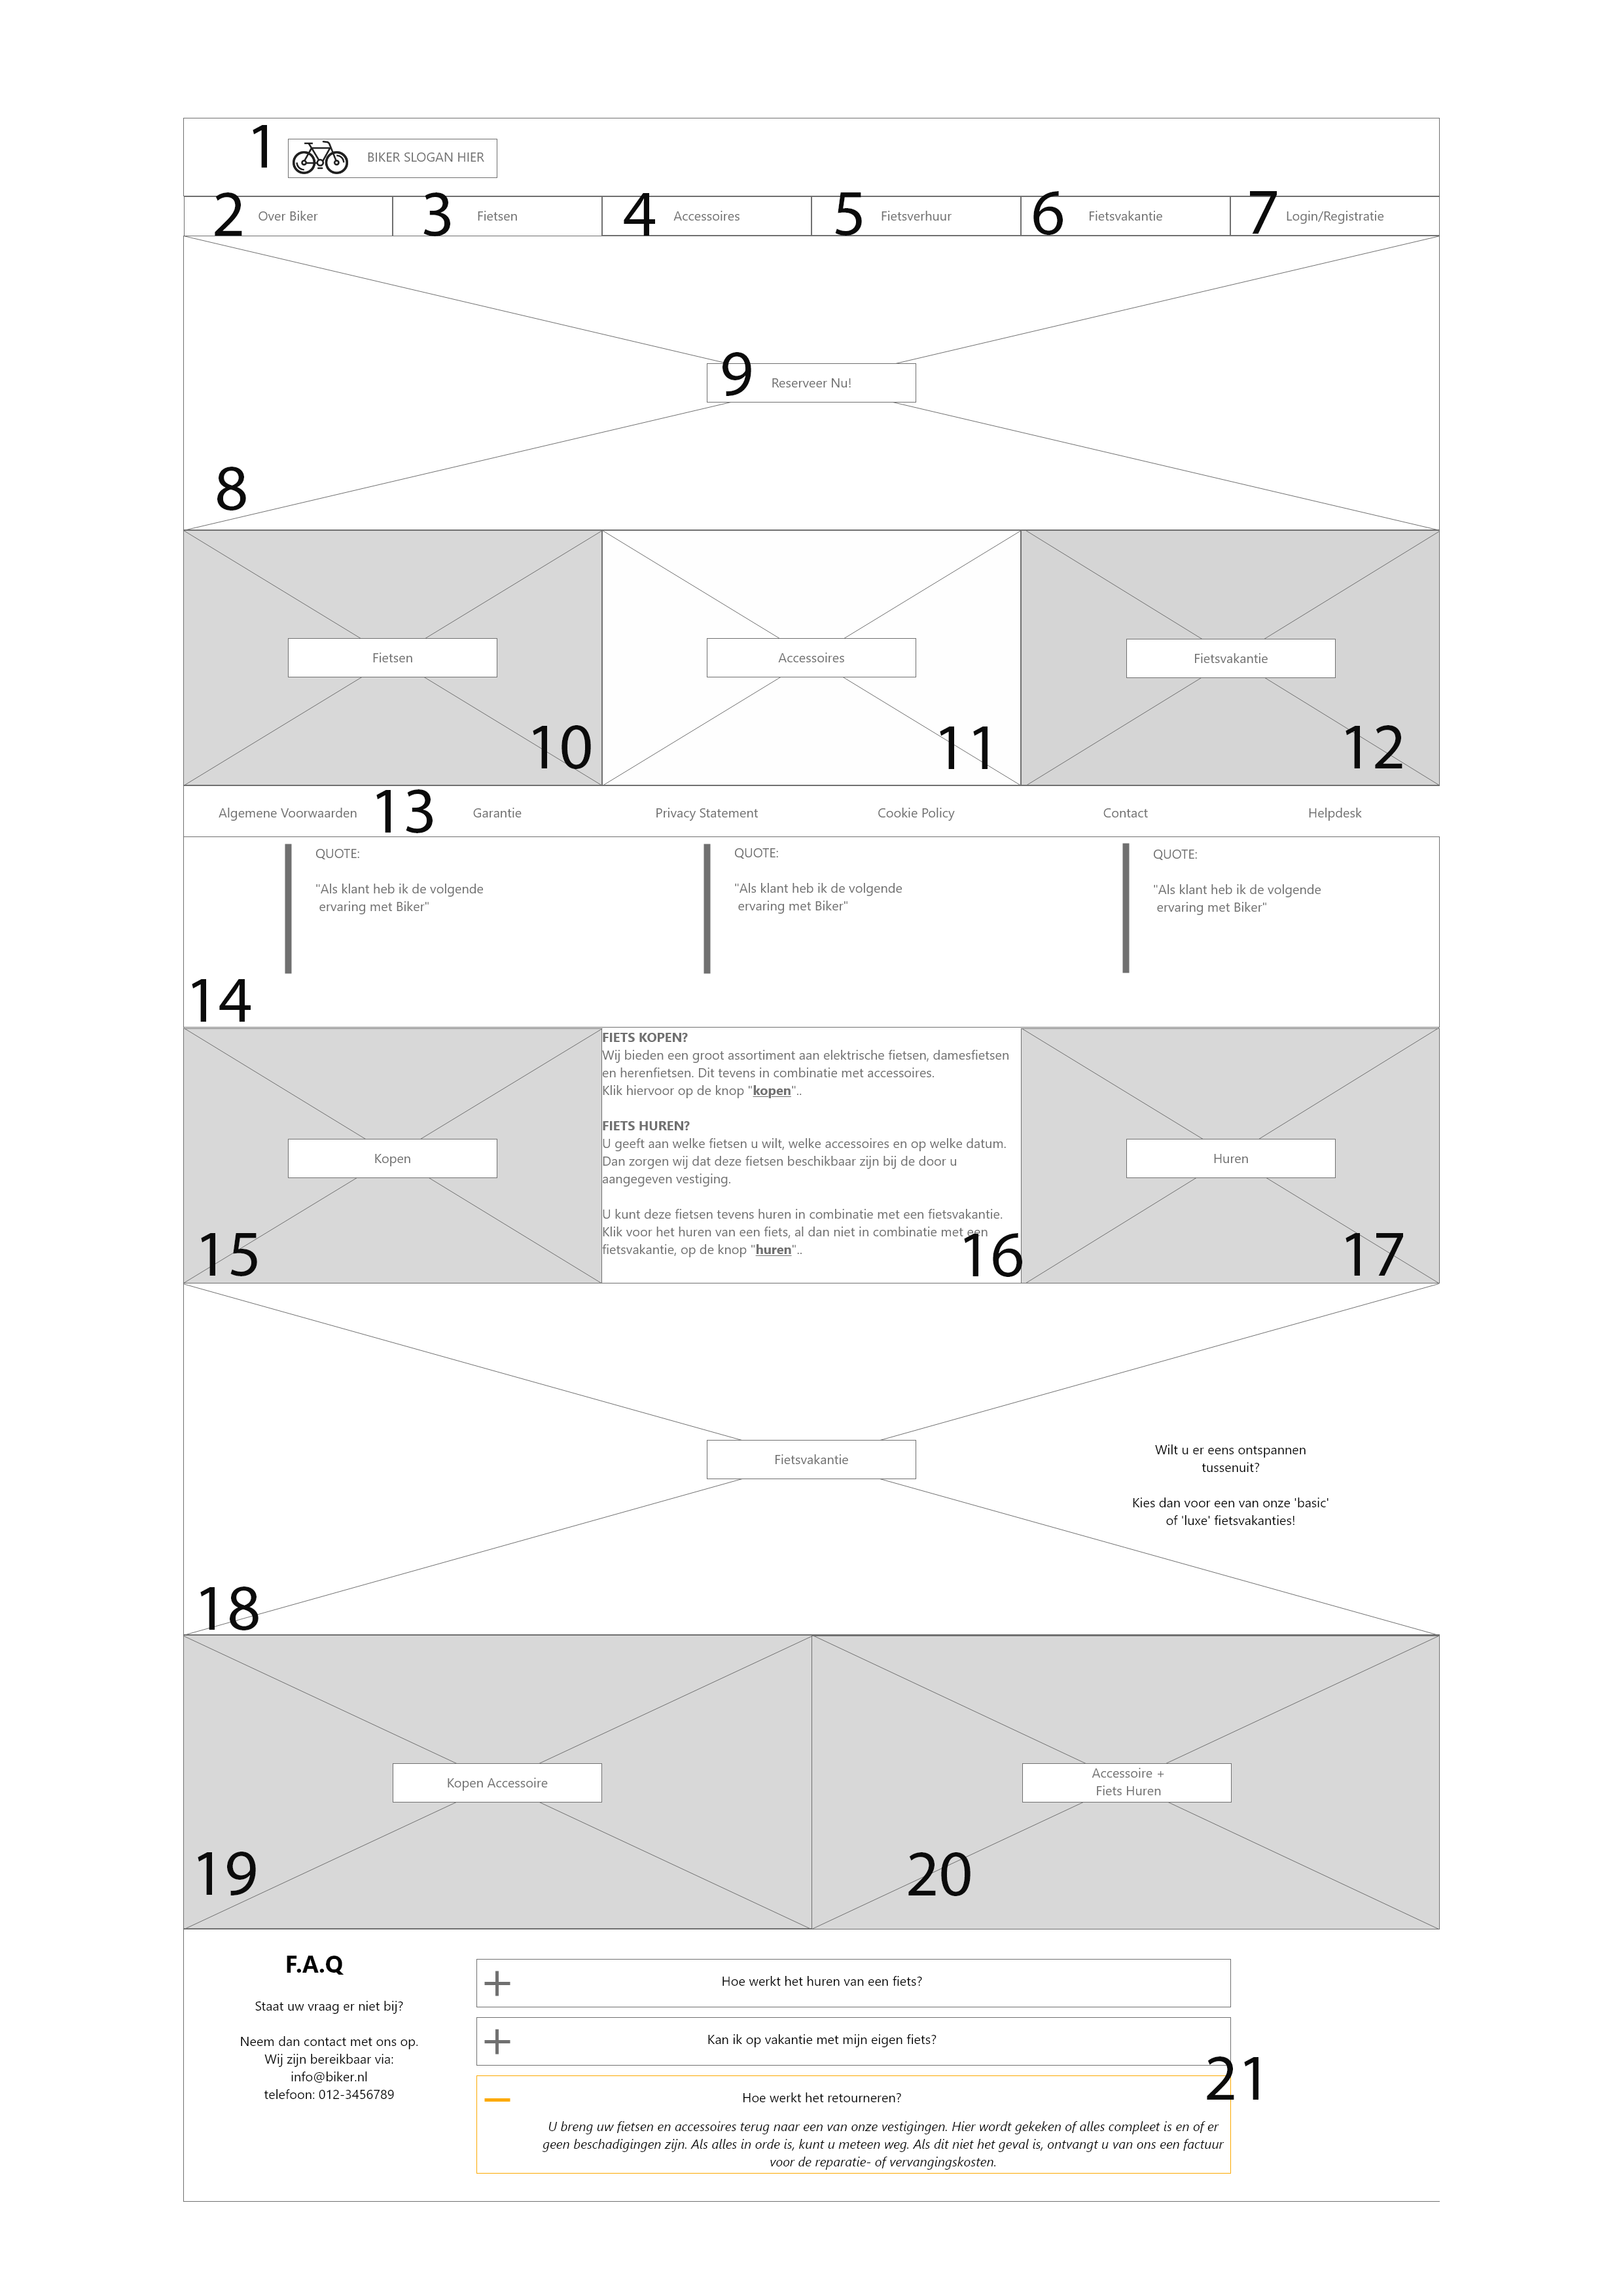 1
BIKER SLOGAN HIER
2 Over Biker
3 Fietsen
4 Accessoires
5 Fietsverhuur
6 Fietsvakantie
7 Login/Registratie
9 Reserveer Nu!
8
Fietsen
10
Accessoires
11
Fietsvakantie
12
Algemene Voorwaarden
13
Garantie
Privacy Statement
Cookie Policy
Contact
Helpdesk
QUOTE:
"Als klant heb ik de volgende
ervaring met Biker"
QUOTE:
"Als klant heb ik de volgende
ervaring met Biker"
QUOTE:
"Als klant heb ik de volgende
ervaring met Biker"
14
Kopen
15
FIETS KOPEN?
Wij bieden een groot assortiment aan elektrische fietsen, damesfietsen
en herenfietsen. Dit tevens in combinatie met accessoires.
Klik hiervoor op de knop "kopen"..
FIETS HUREN?
U geeft aan welke fietsen u wilt, welke accessoires en op welke datum.
Dan zorgen wij dat deze fietsen beschikbaar zijn bij de door u
aangegeven vestiging.
U kunt deze fietsen tevens huren in combinatie met een fietsvakantie.
Klik voor het huren van een fiets, al dan niet in combinatie met een
fietsvakantie, op de knop "huren"..
16
Huren
17
Fietsvakantie
Wilt u er eens ontspannen
tussenuit?
Kies dan voor een van onze 'basic'
of 'luxe' fietsvakanties!
18
Kopen Accessoire
19
Accessoire +
Fiets Huren
20
F.A.Q
Staat uw vraag er niet bij?
Neem dan contact met ons op.
Wij zijn bereikbaar via:
info@biker.nl
telefoon: 012-3456789
Hoe werkt het huren van een fiets?
Kan ik op vakantie met mijn eigen fiets?
21
Hoe werkt het retourneren?
U breng uw fietsen en accessoires terug naar een van onze vestigingen. Hier wordt gekeken of alles compleet is en of er
geen beschadigingen zijn. Als alles in orde is, kunt u meteen weg. Als dit niet het geval is, ontvangt u van ons een factuur
voor de reparatie- of vervangingskosten.